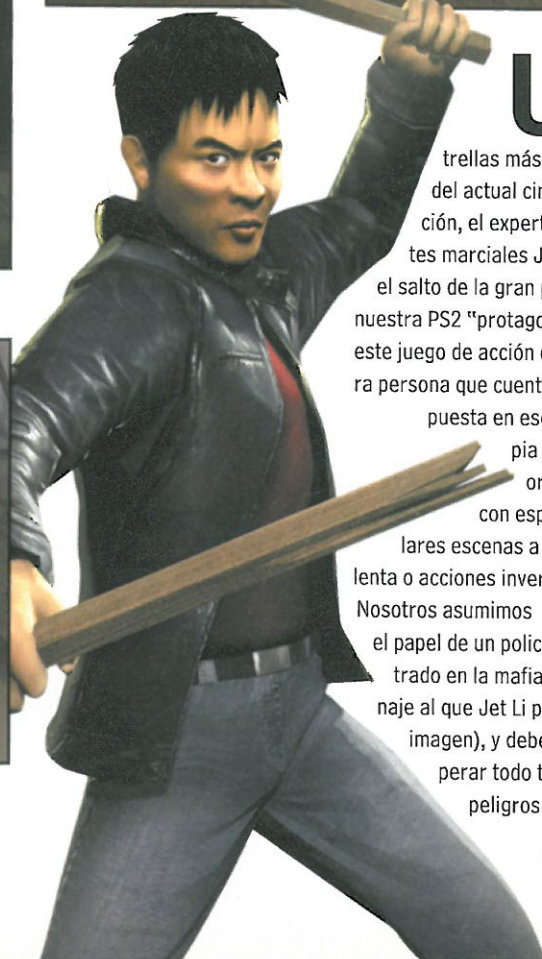 U
trellas más
del actual cin
ción, el expert
tes marciales J
el salto de la gran p
nuestra PS2 "protago
este juego de acción e
ra persona que cuent
puesta en esc
pia
or
con esp
lares escenas a
lenta o acciones inver
Nosotros asumimos
el papel de un polic
trado en la mafia
naje al que Jet Li p
imagen), y debe
perar todo t
peligros